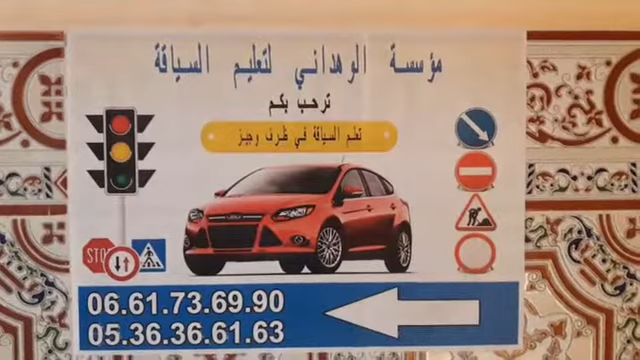 مؤسسة الوهداني لتعليم السياقة
ترحب بكم
تعلم السياقة في ظرف وجيز
STOP
06.61.73.69.90
05.36.36.61.63